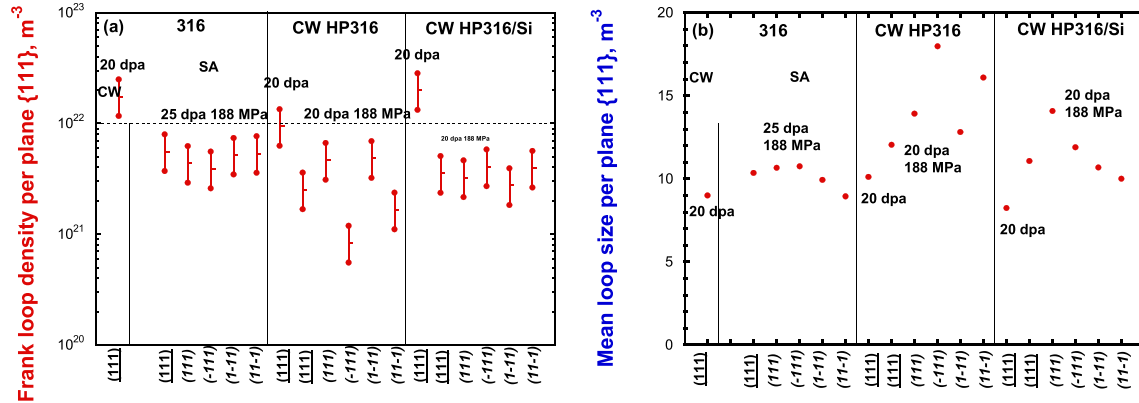 Frank loop density per plane {111}, m⁻³
10²³
10²²
10²¹
10²⁰
(a)
316
CW HP316
CW HP316/Si
20 dpa
CW
SA
25 dpa 188 MPa
20 dpa
20 dpa 188 MPa
20 dpa
20 dpa 188 MPa
(111)
(111)
(111)
(-111)
(1-11)
(11-1)
(111)
(111)
(111)
(-111)
(1-11)
(11-1)
(111)
(111)
(111)
(-111)
(1-11)
(11-1)
Mean loop size per plane {111}, m⁻³
20
15
10
5
0
(b)
316
CW HP316
CW HP316/Si
CW
SA
20 dpa
25 dpa
188 MPa
20 dpa
20 dpa
188 MPa
20 dpa
20 dpa
188 MPa
(111)
(111)
(111)
(-111)
(1-11)
(11-1)
(111)
(111)
(111)
(-111)
(1-11)
(11-1)
(111)
(111)
(111)
(-111)
(1-11)
(11-1)